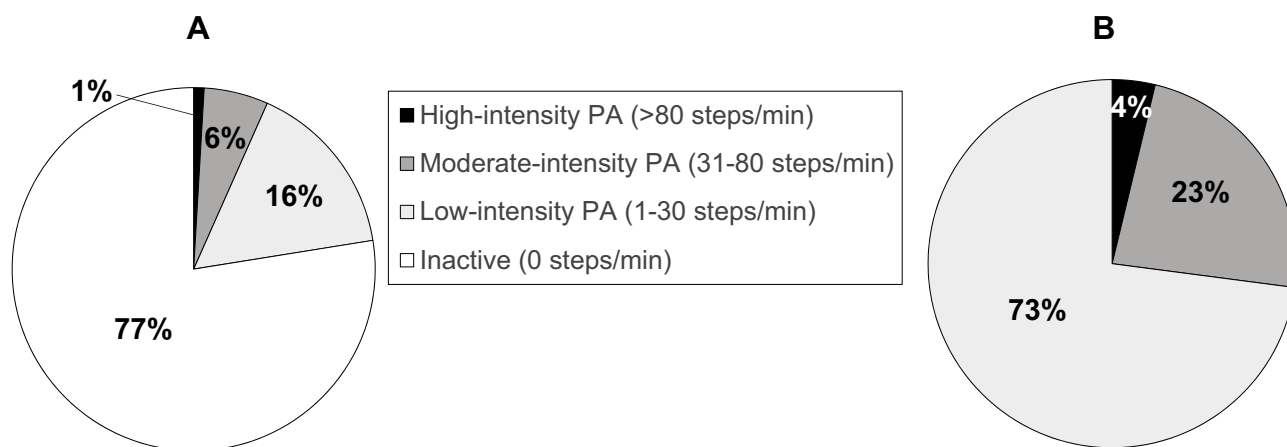 A
1%
6%
16%
77%
High-intensity PA (>80 steps/min)
Moderate-intensity PA (31-80 steps/min)
Low-intensity PA (1-30 steps/min)
Inactive (0 steps/min)
B
4%
23%
73%